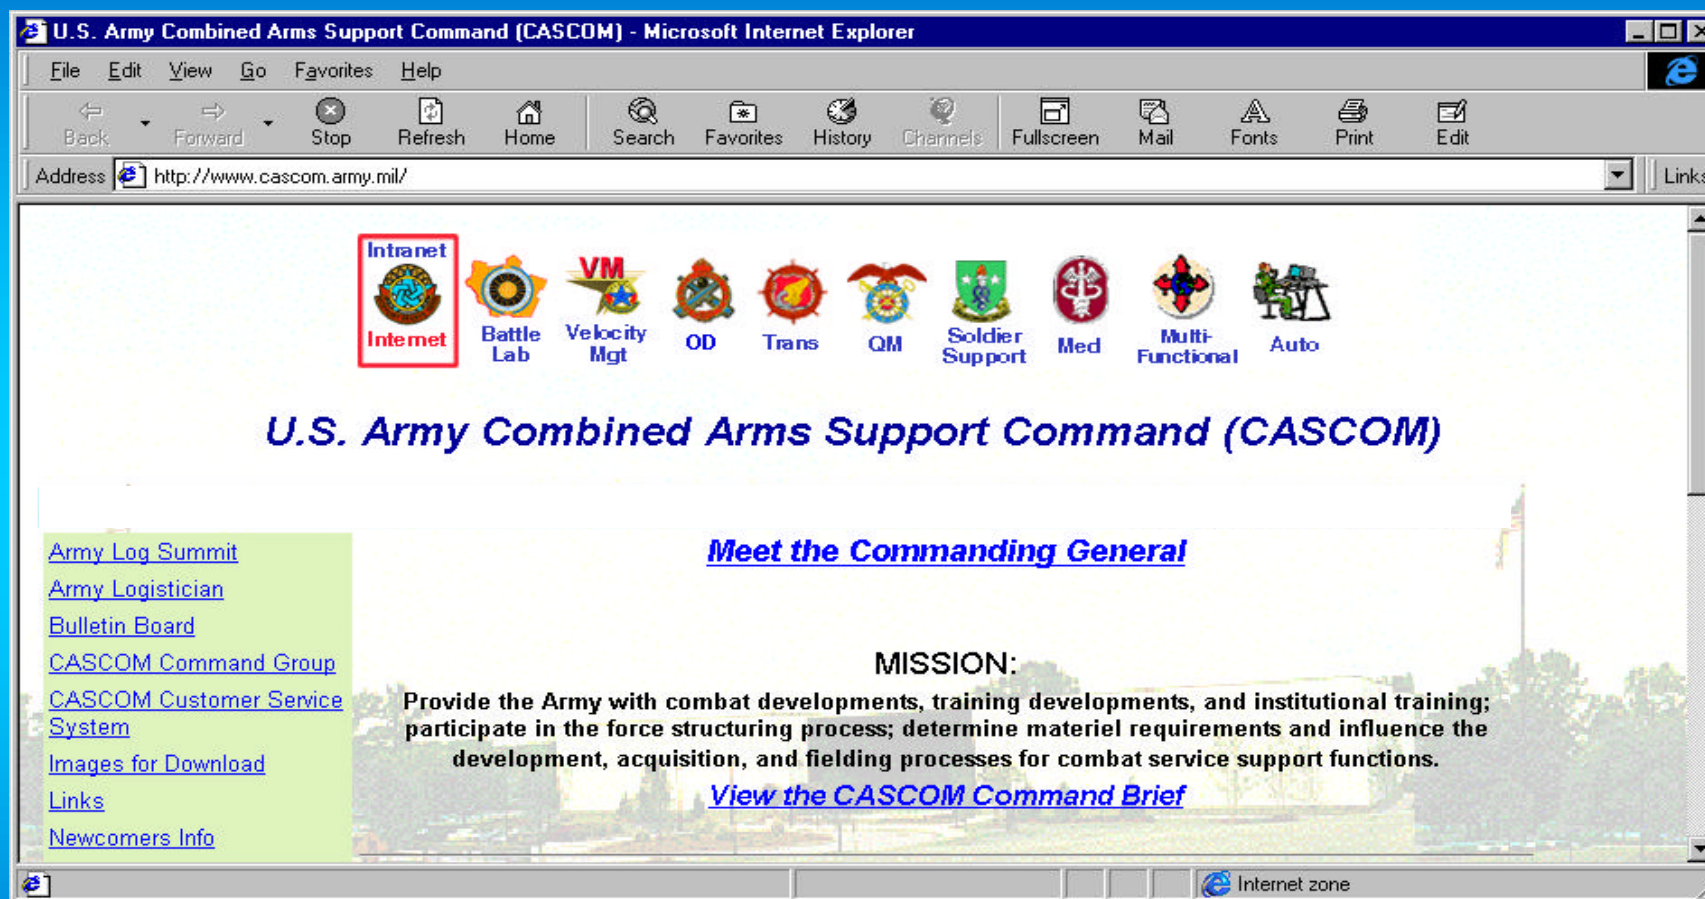 U.S. Army Combined Arms Support Command (CASCOM) - Microsoft Internet Explorer
File Edit View Go Favorites Help
Back Forward Stop Refresh Home Search Favorites History Channels Fullscreen Mail Fonts Print Edit
Address http://www.cascom.army.mil/ Links
Intranet
Internet
Battle
Lab
VM
Velocity
Mgt
OD
Trans
QM
Soldier
Support
Med
Multi-
Functional
Auto
U.S. Army Combined Arms Support Command (CASCOM)
Army Log Summit
Army Logistician
Bulletin Board
CASCOM Command Group
CASCOM Customer Service
System
Images for Download
Links
Newcomers Info
Meet the Commanding General
MISSION:
Provide the Army with combat developments, training developments, and institutional training;
participate in the force structuring process; determine materiel requirements and influence the
development, acquisition, and fielding processes for combat service support functions.
View the CASCOM Command Brief
Internet zone